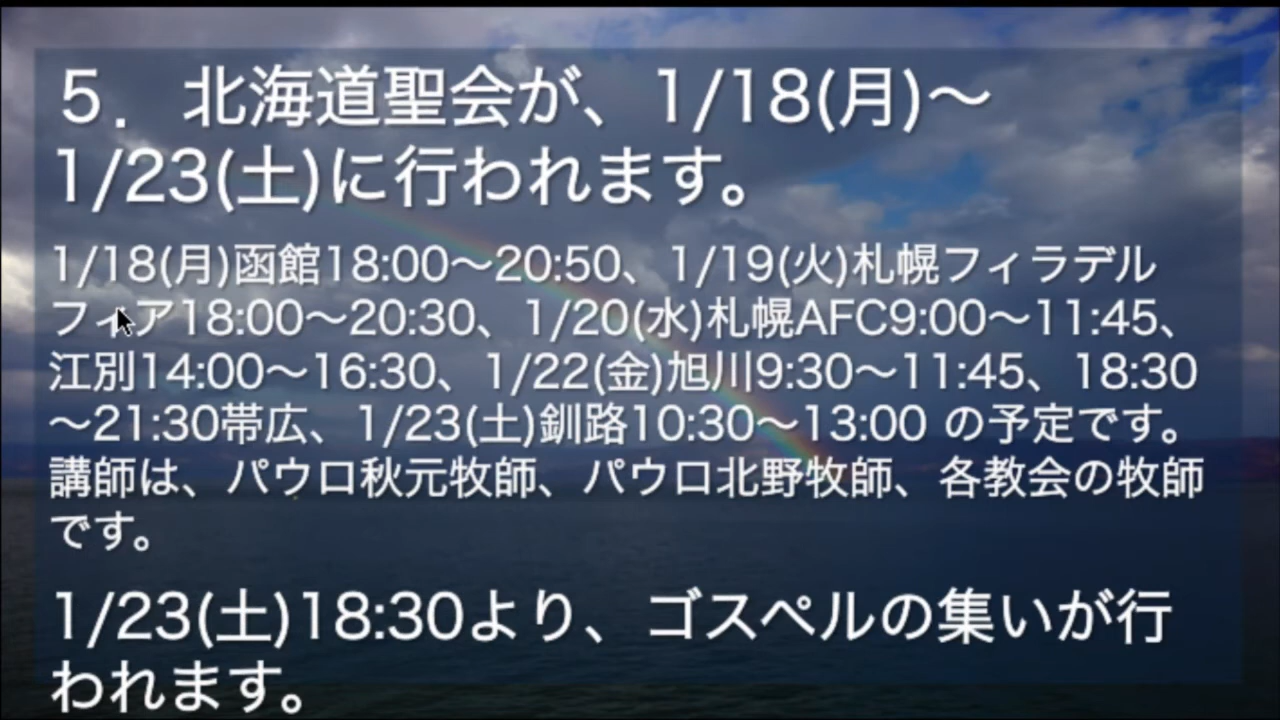 ５． 北海道聖会が、1/18(月)～
1/23(土)に行われます。
1/18(月)函館18:00～20:50、1/19(火)札幌フィラデル
フィア18:00～20:30、1/20(水)札幌AFC9:00～11:45、
江別14:00～16:30、1/22(金)旭川9:30～11:45、18:30
～21:30帯広、1/23(土)釧路10:30～13:00 の予定です。
講師は、パウロ秋元牧師、パウロ北野牧師、各教会の牧師
です。
1/23(土)18:30より、ゴスペルの集いが行
われます。